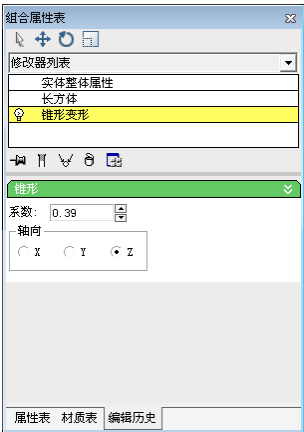 组合属性表
修改器列表
实体整体属性
长方体
锥形变形
锥形
系数: 0.39
轴向
X Y Z
属性表 材质表 编辑历史